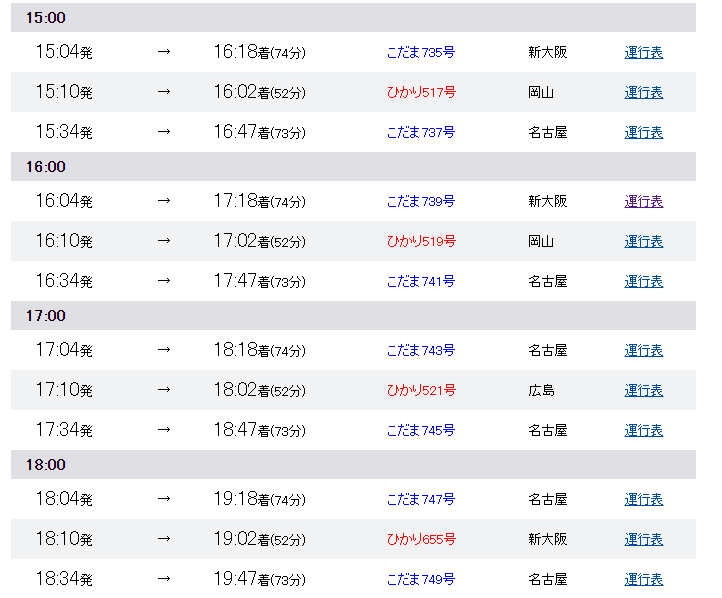 15:00
15:04発 → 16:18着(74分) こだま735号 新大阪 運行表
15:10発 → 16:02着(52分) ひかり517号 岡山 運行表
15:34発 → 16:47着(73分) こだま737号 名古屋 運行表
16:00
16:04発 → 17:18着(74分) こだま739号 新大阪 運行表
16:10発 → 17:02着(52分) ひかり519号 岡山 運行表
16:34発 → 17:47着(73分) こだま741号 名古屋 運行表
17:00
17:04発 → 18:18着(74分) こだま743号 名古屋 運行表
17:10発 → 18:02着(52分) ひかり521号 広島 運行表
17:34発 → 18:47着(73分) こだま745号 名古屋 運行表
18:00
18:04発 → 19:18着(74分) こだま747号 名古屋 運行表
18:10発 → 19:02着(52分) ひかり655号 新大阪 運行表
18:34発 → 19:47着(73分) こだま749号 名古屋 運行表